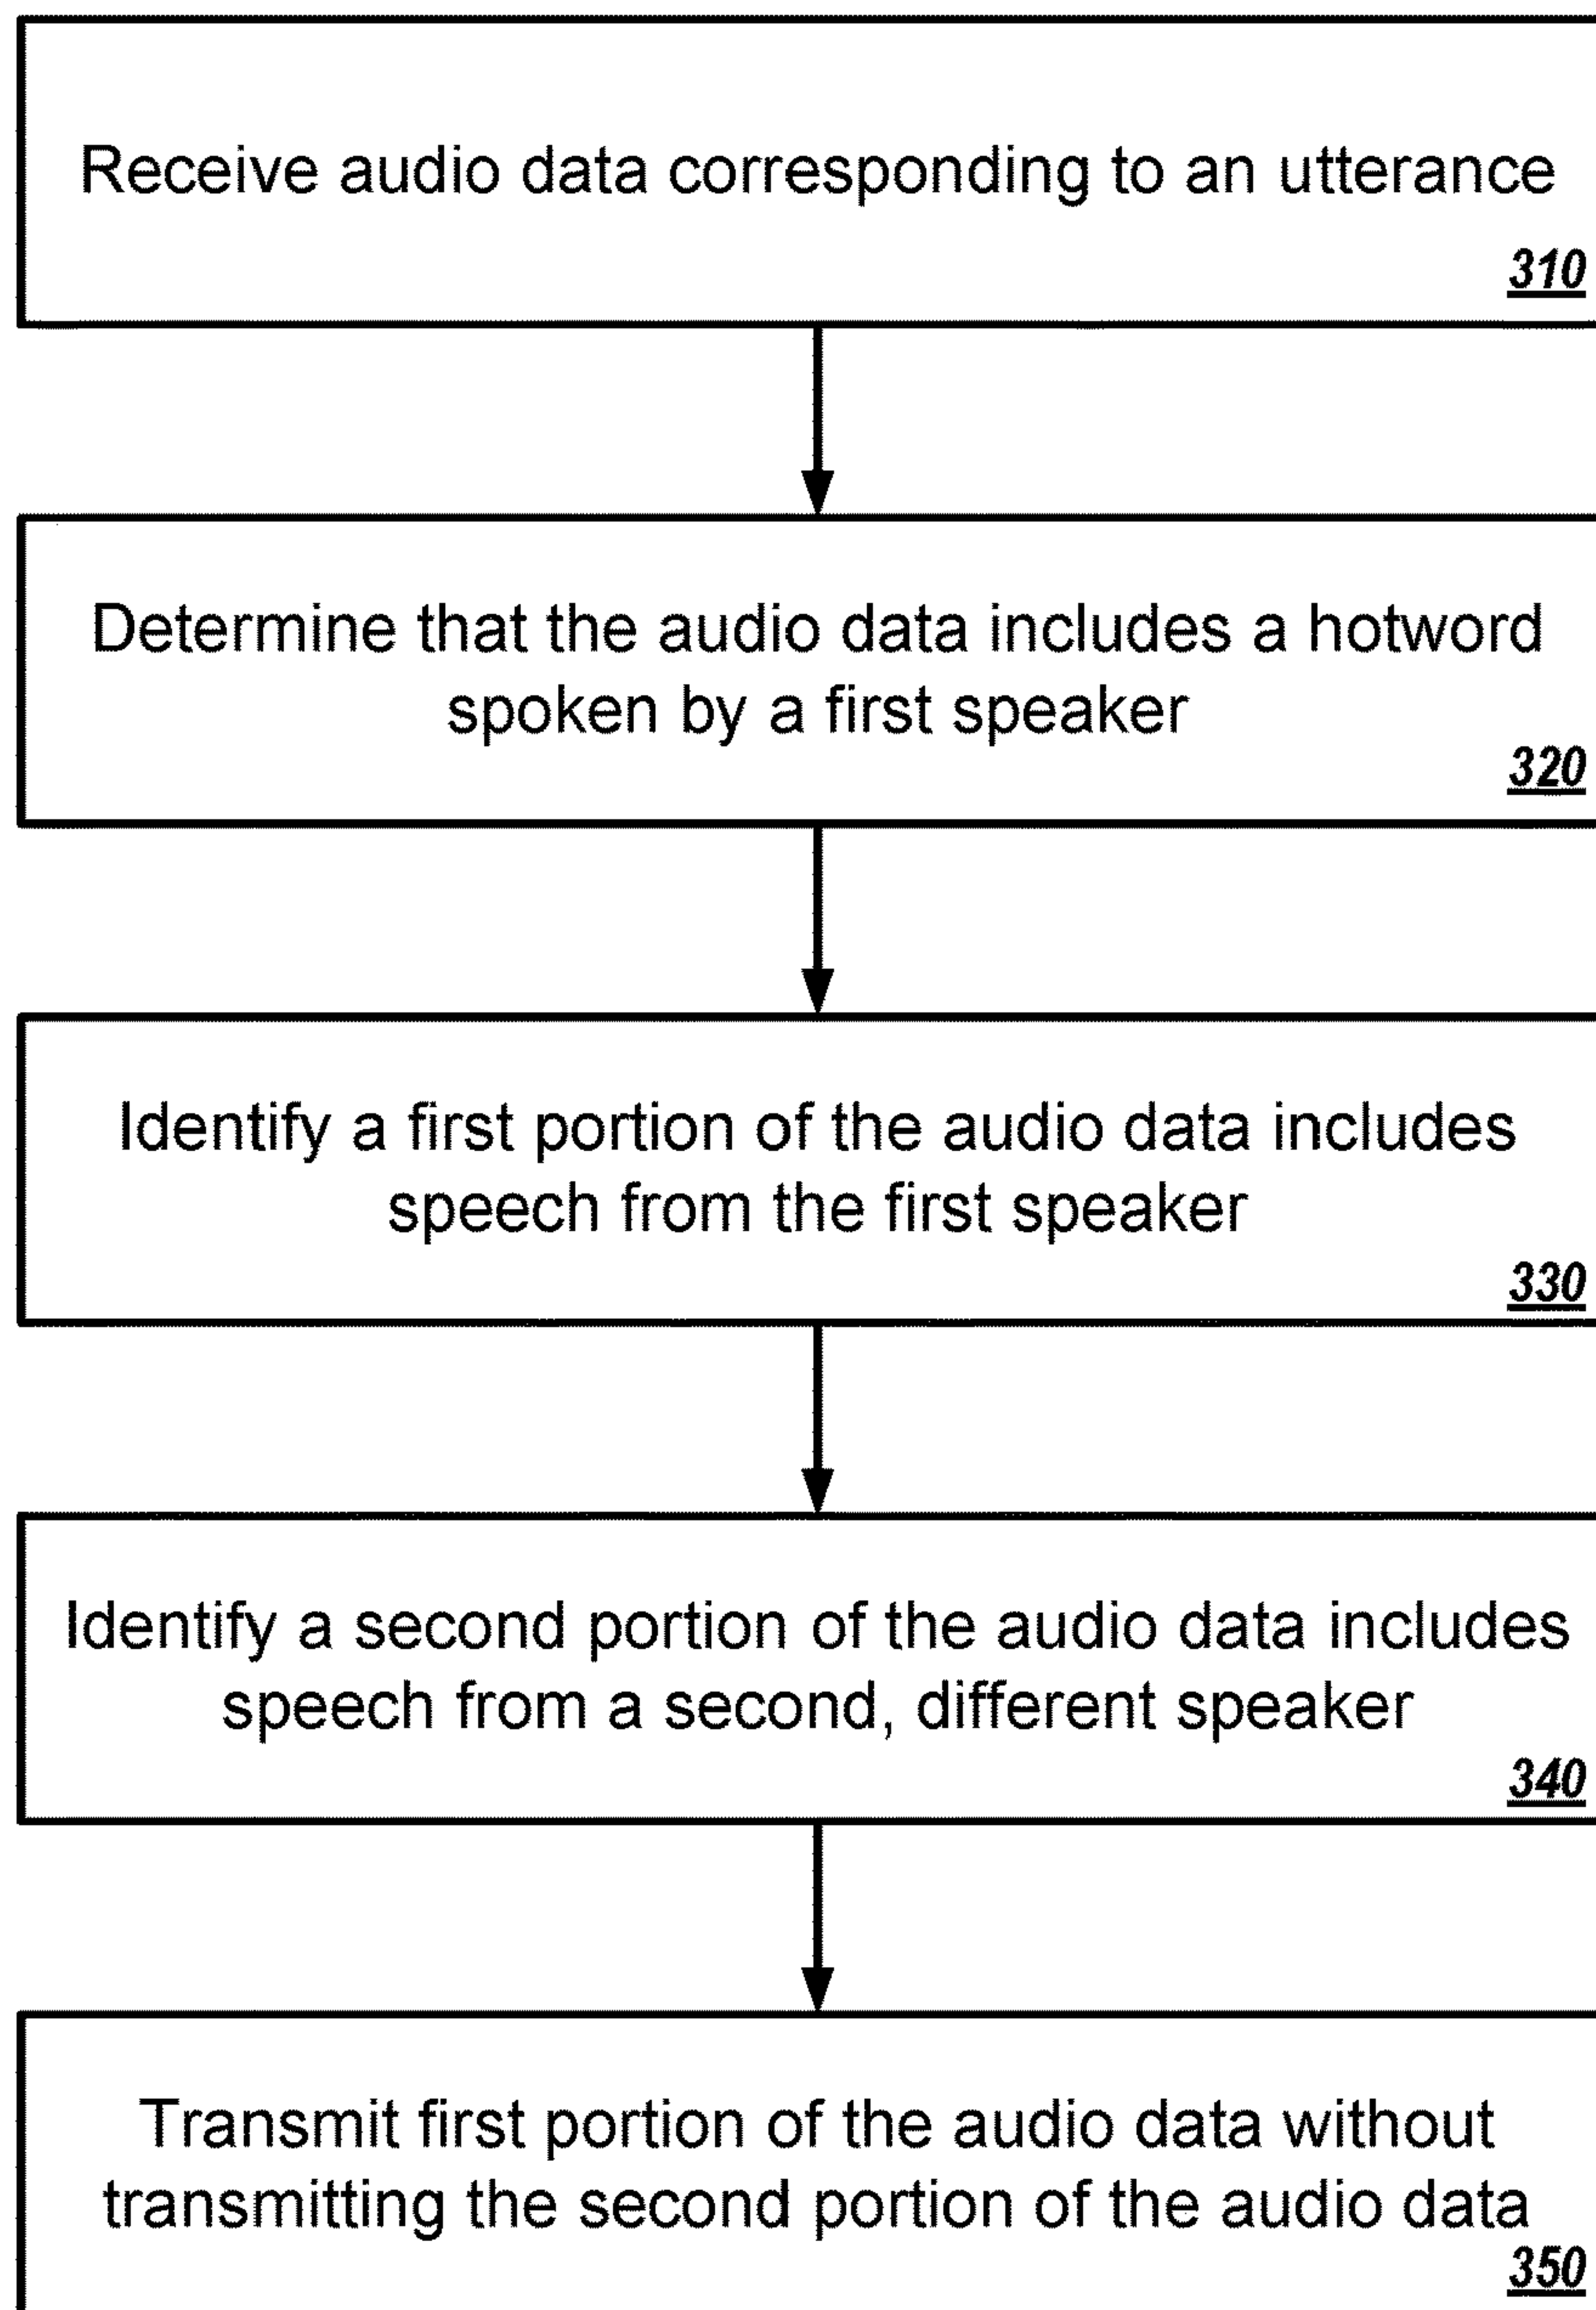 Receive audio data corresponding to an utterance
310
Determine that the audio data includes a hotword
spoken by a first speaker
320
Identify a first portion of the audio data includes
speech from the first speaker
330
Identify a second portion of the audio data includes
speech from a second, different speaker
340
Transmit first portion of the audio data without
transmitting the second portion of the audio data
350